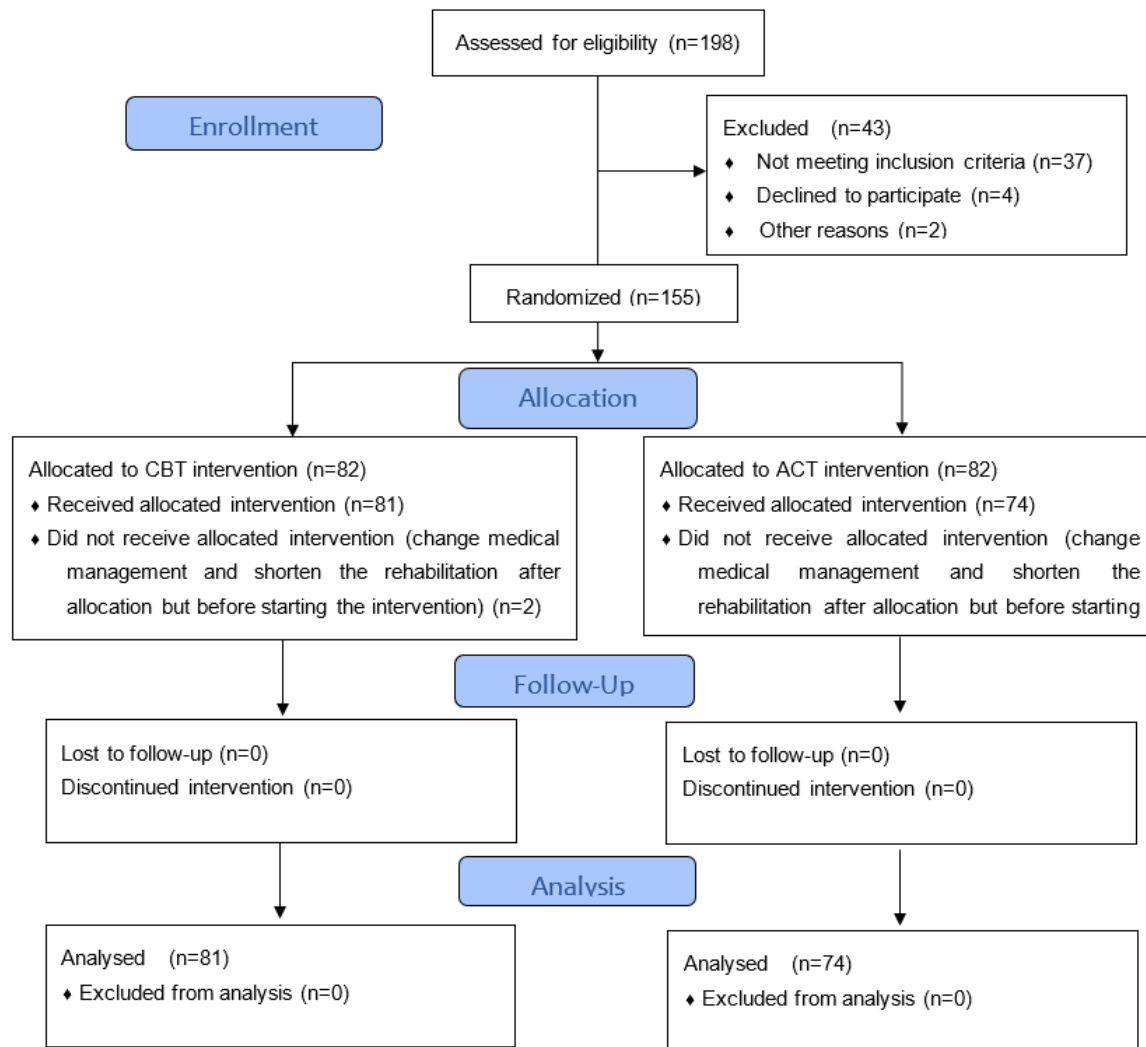 Assessed for eligibility (n=198)
Enrollment
Excluded (n=43)
♦ Not meeting inclusion criteria (n=37)
♦ Declined to participate (n=4)
♦ Other reasons (n=2)
Randomized (n=155)
Allocation
Allocated to CBT intervention (n=82)
♦ Received allocated intervention (n=81)
♦ Did not receive allocated intervention (change medical
management and shorten the rehabilitation after
allocation but before starting the intervention) (n=2)
Allocated to ACT intervention (n=82)
♦ Received allocated intervention (n=74)
♦ Did not receive allocated intervention (change
medical management and shorten the
rehabilitation after allocation but before starting
Follow-Up
Lost to follow-up (n=0)
Discontinued intervention (n=0)
Lost to follow-up (n=0)
Discontinued intervention (n=0)
Analysis
Analysed (n=81)
♦ Excluded from analysis (n=0)
Analysed (n=74)
♦ Excluded from analysis (n=0)